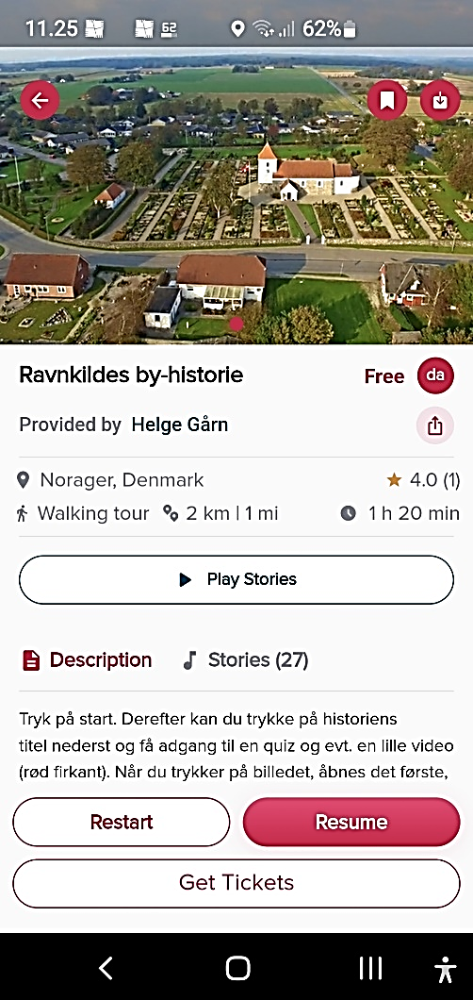 11.25
62
62%
Ravnkildes by-historie
Free
da
Provided by Helge Gårn
Norager, Denmark
4.0 (1)
Walking tour
2 km | 1 mi
1 h 20 min
Play Stories
Description
Stories (27)
Tryk på start. Derefter kan du trykke på historiens
titel nederst og få adgang til en quiz og evt. en lille video
(rød firkant). Når du trykker på billedet, åbnes det første,
Restart
Resume
Get Tickets